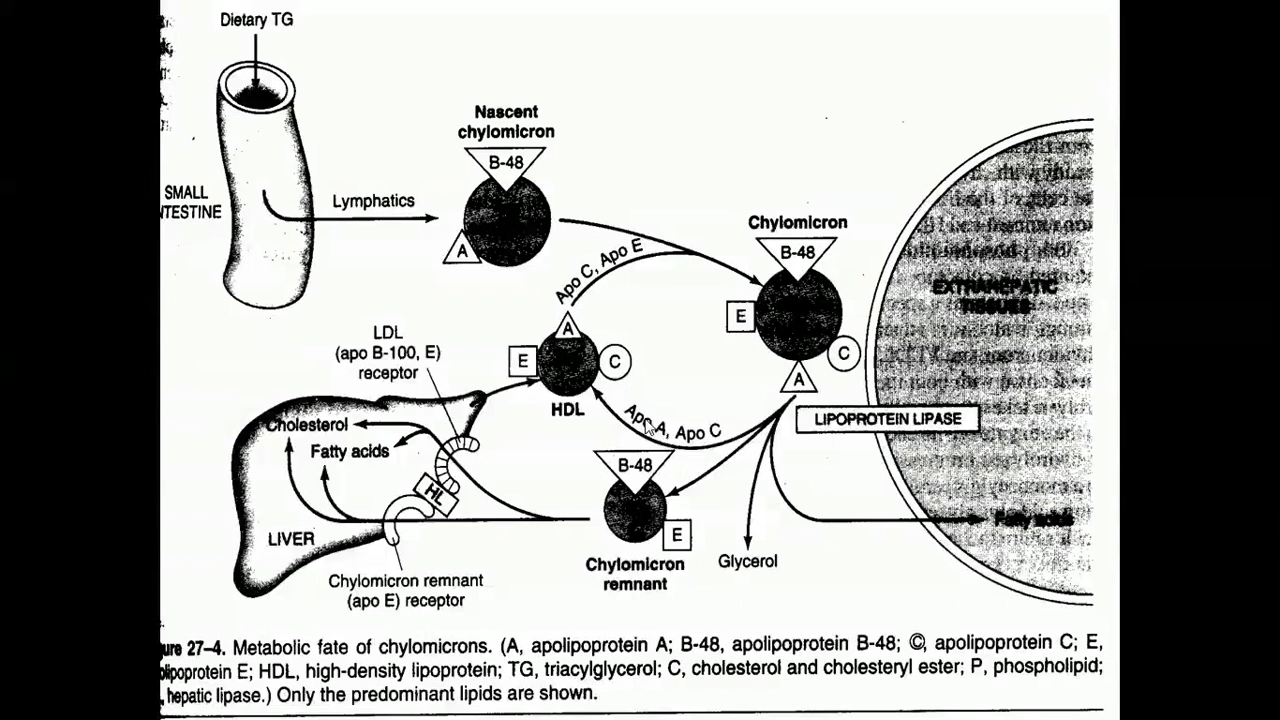 Dietary TG
Nascent
chylomicron
B-48
A
SMALL
NTESTINE
Lymphatics
Chylomicron
B-48
E
C
A
Apo C, Apo E
EXTRAHEPATIC
TISSUES
LDL
(apo B-100, E)
receptor
A
E
C
HDL
Apo A, Apo C
LIPOPROTEIN LIPASE
Cholesterol
Fatty acids
HL
LIVER
B-48
E
Chylomicron
remnant
Glycerol
Fatty acids
Chylomicron remnant
(apo E) receptor
ure 27–4. Metabolic fate of chylomicrons. (A, apolipoprotein A; B-48, apolipoprotein B-48; Ⓒ, apolipoprotein C; E,
olipoprotein E; HDL, high-density lipoprotein; TG, triacylglycerol; C, cholesterol and cholesteryl ester; P, phospholipid;
, hepatic lipase.) Only the predominant lipids are shown.